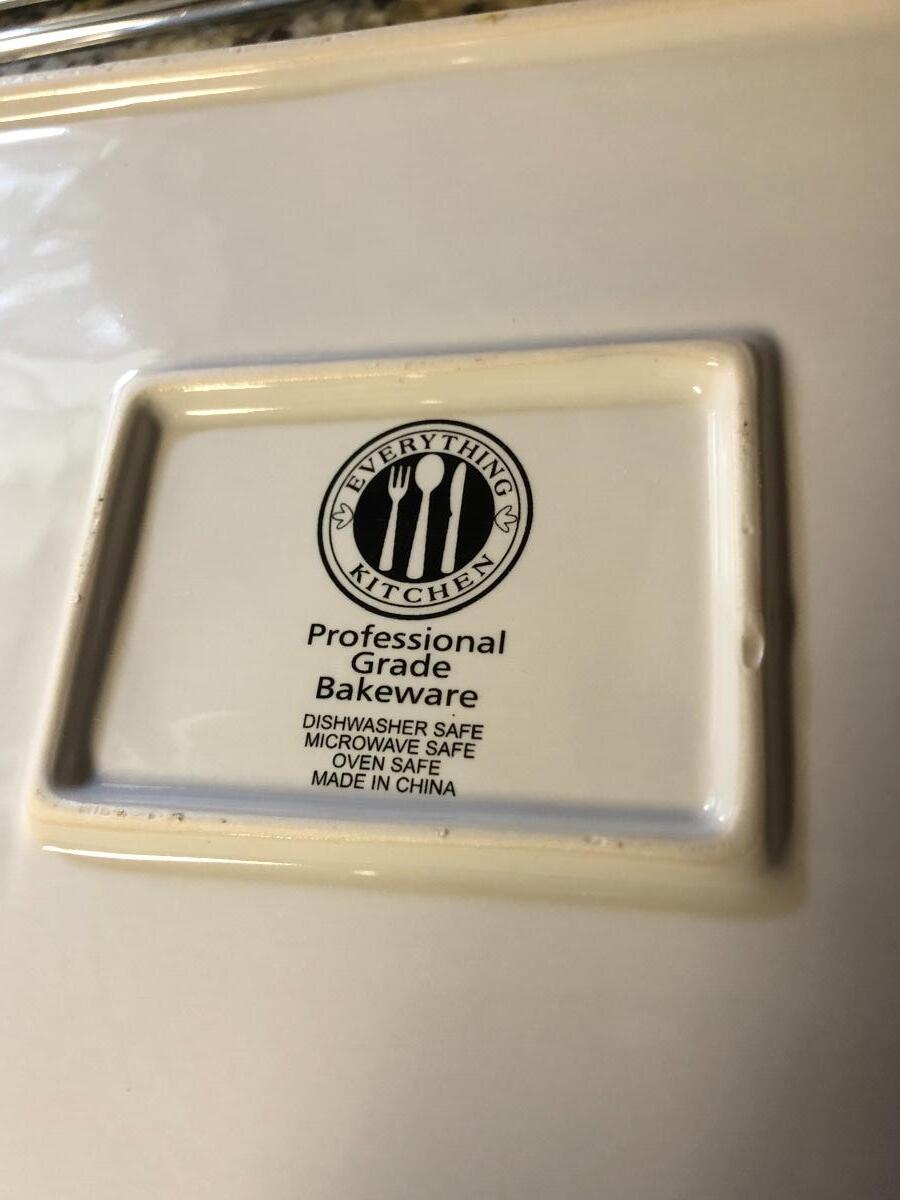 EVERYTHING
KITCHEN
Professional
Grade
Bakeware
DISHWASHER SAFE
MICROWAVE SAFE
OVEN SAFE
MADE IN CHINA